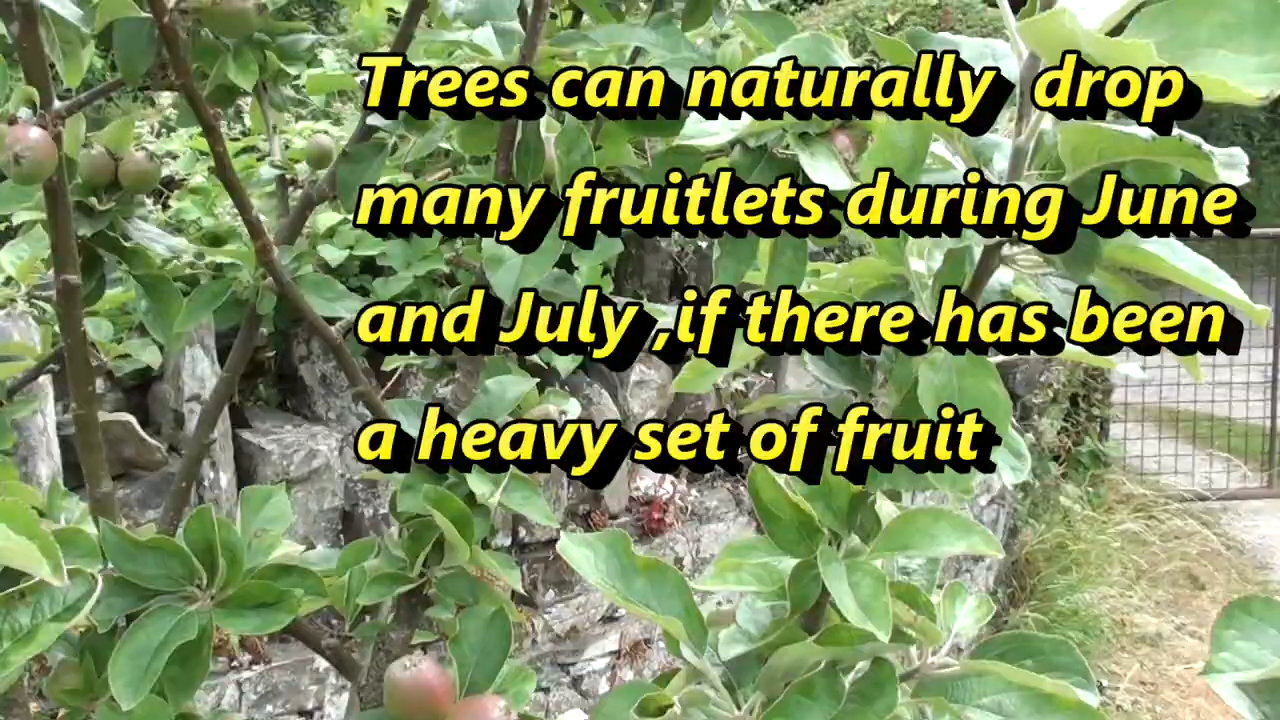 Trees can naturally  drop
many fruitlets during June
and July ,if there has been
a heavy set of fruit